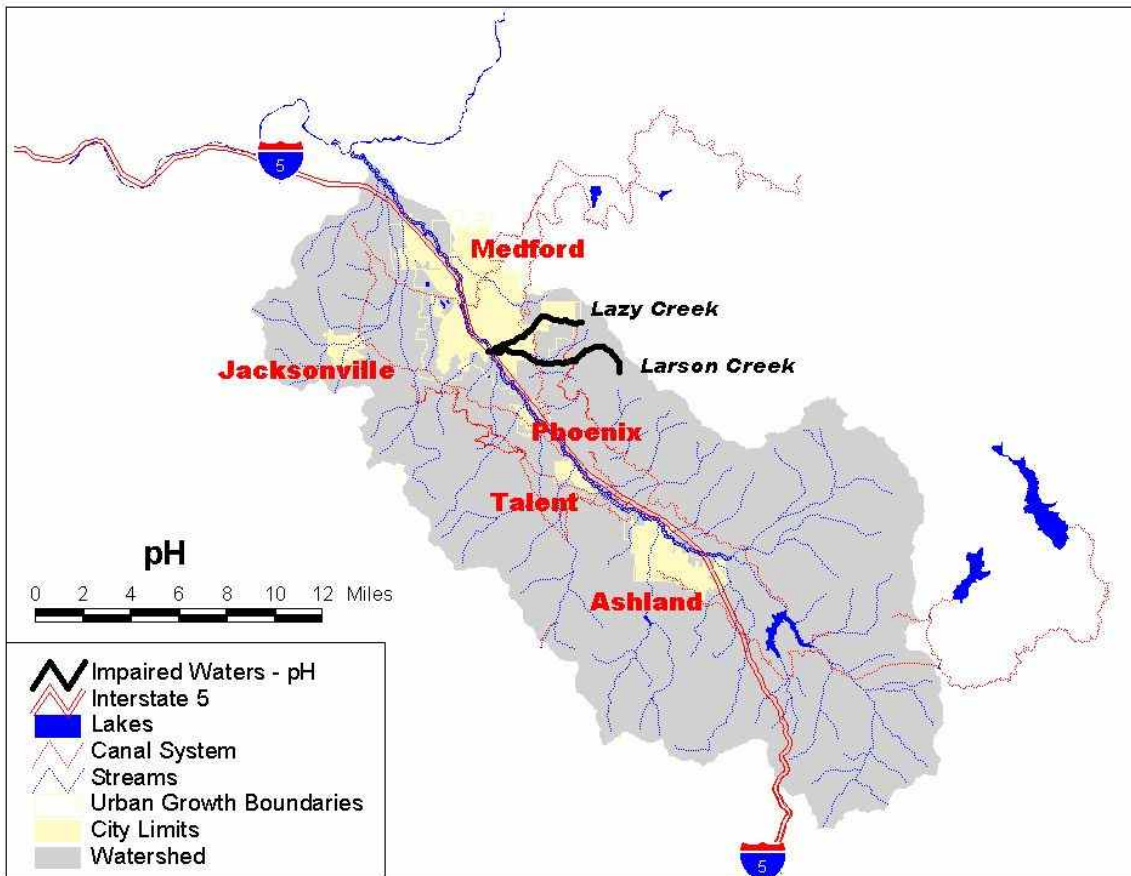 5
Medford
Lazy Creek
Larson Creek
Jacksonville
Phoenix
Talent
Ashland
pH
0 2 4 6 8 10 12 Miles
Impaired Waters - pH
Interstate 5
Lakes
Canal System
Streams
Urban Growth Boundaries
City Limits
Watershed
5